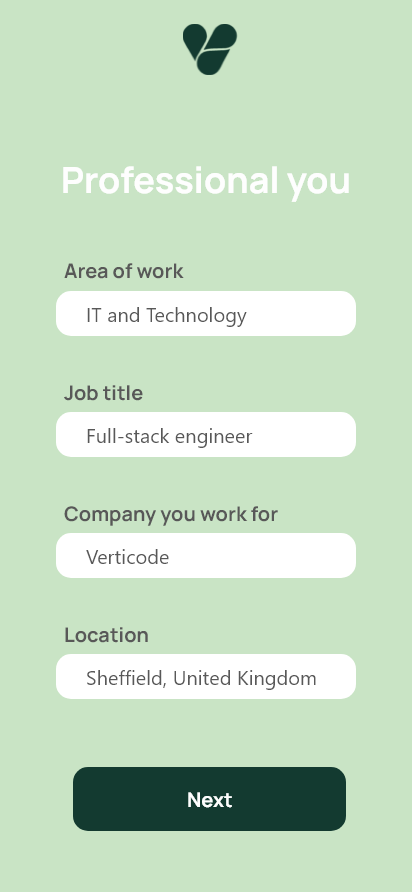 Professional you
Area of work
IT and Technology
Job title
Full-stack engineer
Company you work for
Verticode
Location
Sheffield, United Kingdom
Next